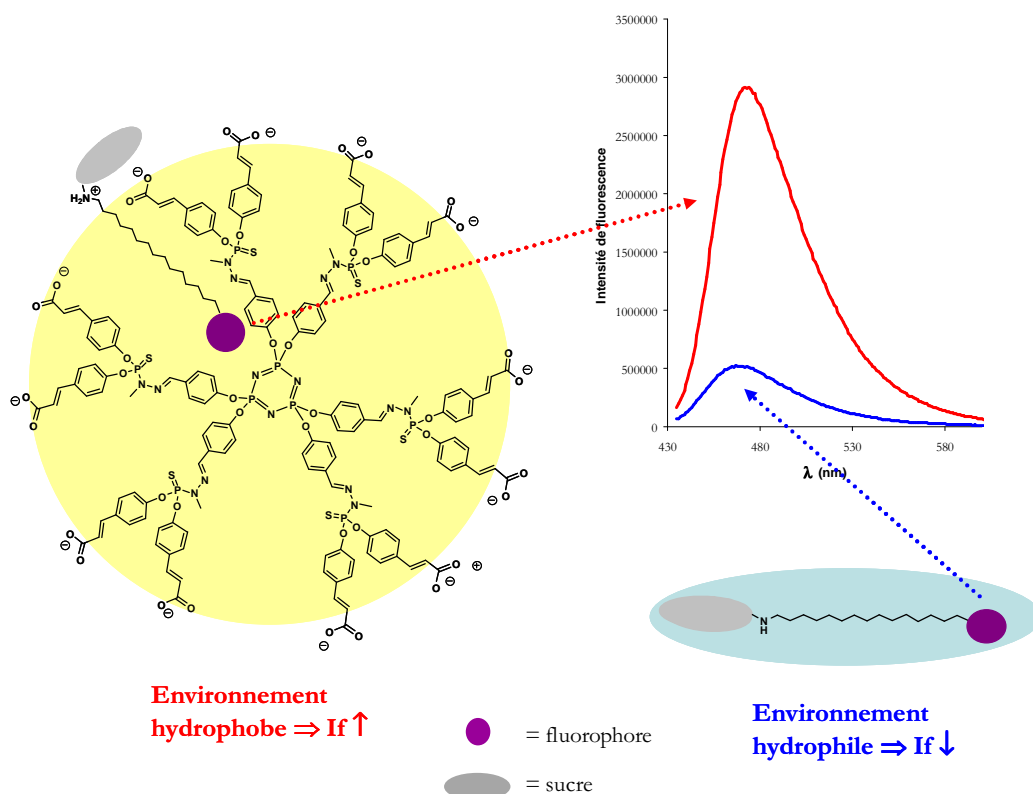 3500000
3000000
2500000
2000000
1500000
1000000
500000
0
Intensité de fluorescence
430
480
530
580
λ (nm)
H₂N
+
O
O
⊖
O
O
⊖
O
O
⊖
O
O
⊖
O
O
P
S
N
N
O
O
P
S
N
N
O
O
⊖
O
O
⊖
O
O
P
S
N
N
O
O
O
P
N
N
P
P
N
O
O
O
O
O
⊖
O
O
⊖
N
N
S
P
O
O
S
P
N
N
O
O
N
N
S
P
O
O
O
O
⊖
O
O
⊖
O
O
⊖
+
O
O
⊖
N
H
Environnement
hydrophobe ⇒ If ↑
= fluorophore
= sucre
Environnement
hydrophile ⇒ If ↓